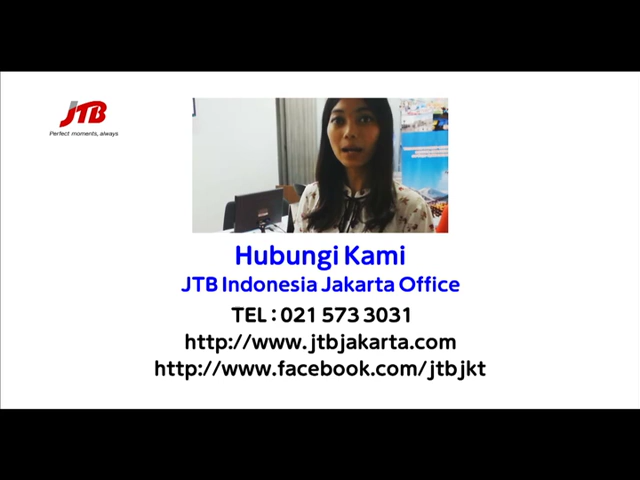 JTB
Perfect moments, always
Hubungi Kami
JTB Indonesia Jakarta Office
TEL : 021 573 3031
http://www.jtbjakarta.com
http://www.facebook.com/jtbjkt